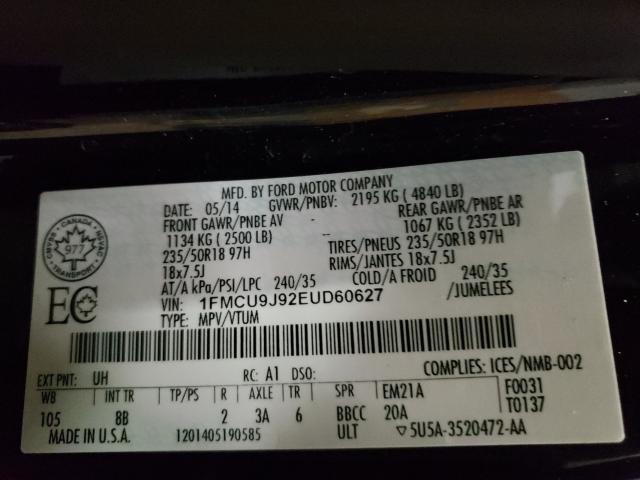 MFD. BY FORD MOTOR COMPANY
DATE: 05/14 GVWR/PNBV: 2195 KG ( 4840 LB)
FRONT GAWR/PNBE AV REAR GAWR/PNBE AR
1134 KG ( 2500 LB) 1067 KG ( 2352 LB)
235/50R18 97H TIRES/PNEUS 235/50R18 97H
18x7.5J RIMS/JANTES 18x7.5J
AT/A kPa/PSI/LPC 240/35 COLD/A FROID 240/35
VIN: 1FMCU9J92EUD60627 /JUMELEES
TYPE: MPV/VTUM
CANADA
977
TRANSPORT
EC
COMPLIES: ICES/NMB-002
EXT PNT: UH RC: A1 DSO:
WB INT TR TP/PS R AXLE TR SPR EM21A F0031
105 8B 2 3A 6 BBCC 20A T0137
MADE IN U.S.A. 1201405190585 ULT ▽5U5A-3520472-AA